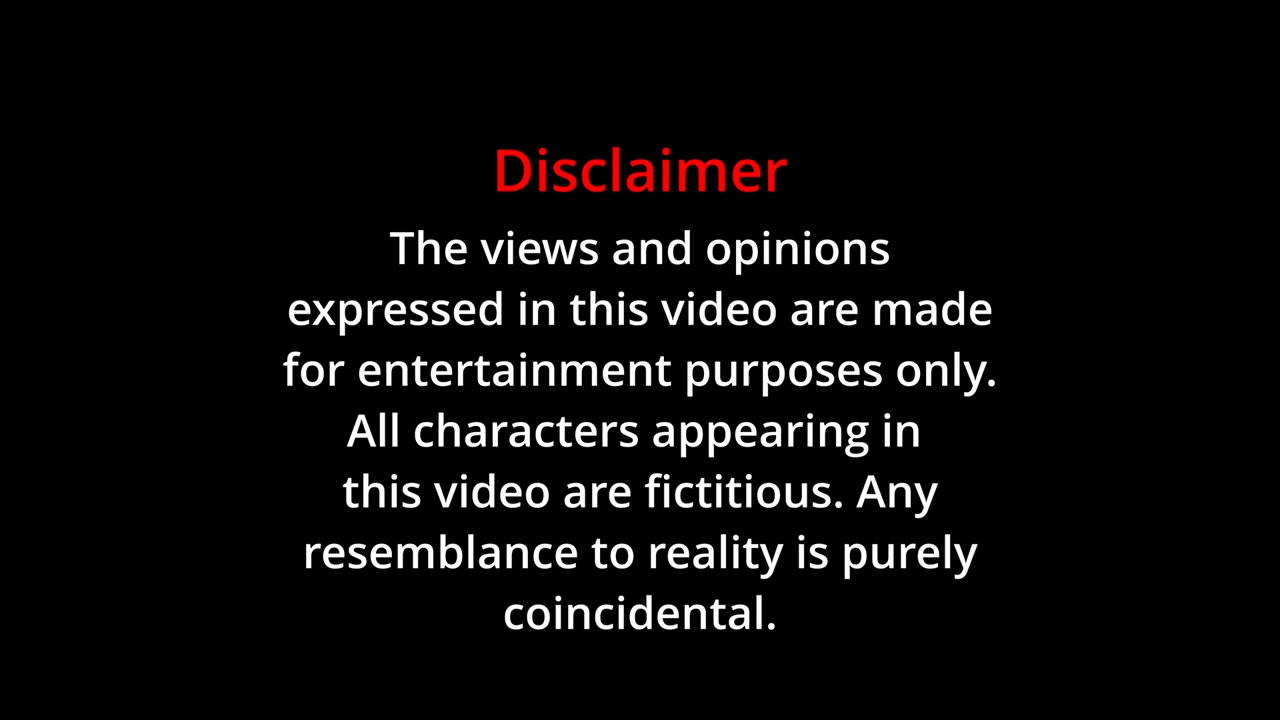 Disclaimer
The views and opinions
expressed in this video are made
for entertainment purposes only.
All characters appearing in
this video are fictitious. Any
resemblance to reality is purely
coincidental.